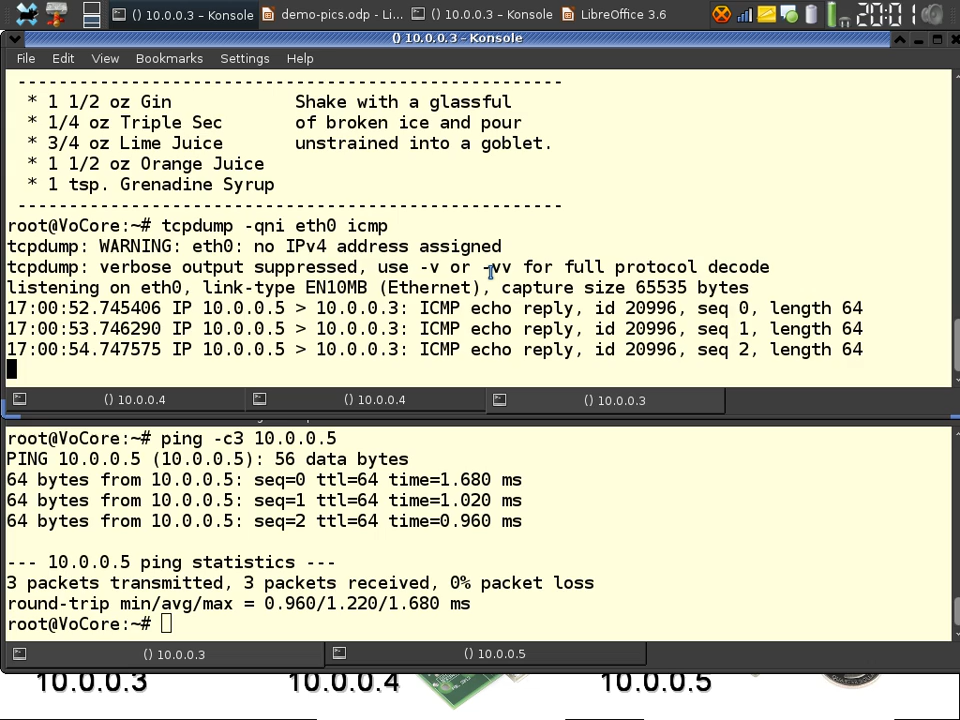 () 10.0.0.3 – Konsole
demo-pics.odp - Li...
() 10.0.0.3 – Konsole
LibreOffice 3.6
20:01
() 10.0.0.3 – Konsole
File Edit View Bookmarks Settings Help
-----------------------------------------------------------------
* 1 1/2 oz Gin Shake with a glassful
* 1/4 oz Triple Sec of broken ice and pour
* 3/4 oz Lime Juice unstrained into a goblet.
* 1 1/2 oz Orange Juice
* 1 tsp. Grenadine Syrup
-----------------------------------------------------------------
root@VoCore:~# tcpdump -qni eth0 icmp
tcpdump: WARNING: eth0: no IPv4 address assigned
tcpdump: verbose output suppressed, use -v or -vv for full protocol decode
listening on eth0, link-type EN10MB (Ethernet), capture size 65535 bytes
17:00:52.745406 IP 10.0.0.5 > 10.0.0.3: ICMP echo reply, id 20996, seq 0, length 64
17:00:53.746290 IP 10.0.0.5 > 10.0.0.3: ICMP echo reply, id 20996, seq 1, length 64
17:00:54.747575 IP 10.0.0.5 > 10.0.0.3: ICMP echo reply, id 20996, seq 2, length 64
() 10.0.0.4 () 10.0.0.4 () 10.0.0.3
root@VoCore:~# ping -c3 10.0.0.5
PING 10.0.0.5 (10.0.0.5): 56 data bytes
64 bytes from 10.0.0.5: seq=0 ttl=64 time=1.680 ms
64 bytes from 10.0.0.5: seq=1 ttl=64 time=1.020 ms
64 bytes from 10.0.0.5: seq=2 ttl=64 time=0.960 ms
--- 10.0.0.5 ping statistics ---
3 packets transmitted, 3 packets received, 0% packet loss
round-trip min/avg/max = 0.960/1.220/1.680 ms
root@VoCore:~#
() 10.0.0.3 () 10.0.0.5
10.0.0.3 10.0.0.4 10.0.0.5